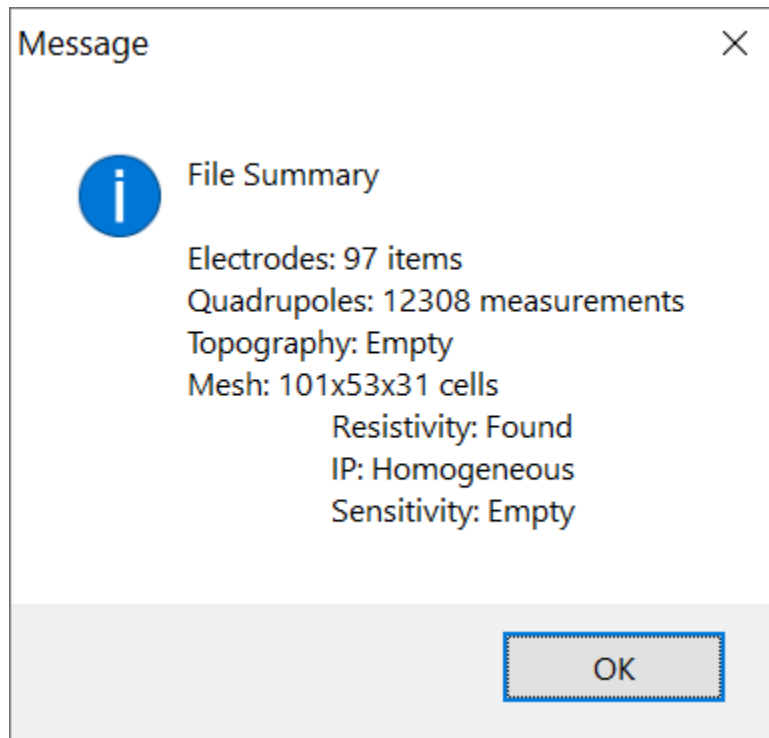 Message
File Summary
Electrodes: 97 items
Quadrupoles: 12308 measurements
Topography: Empty
Mesh: 101x53x31 cells
Resistivity: Found
IP: Homogeneous
Sensitivity: Empty
OK